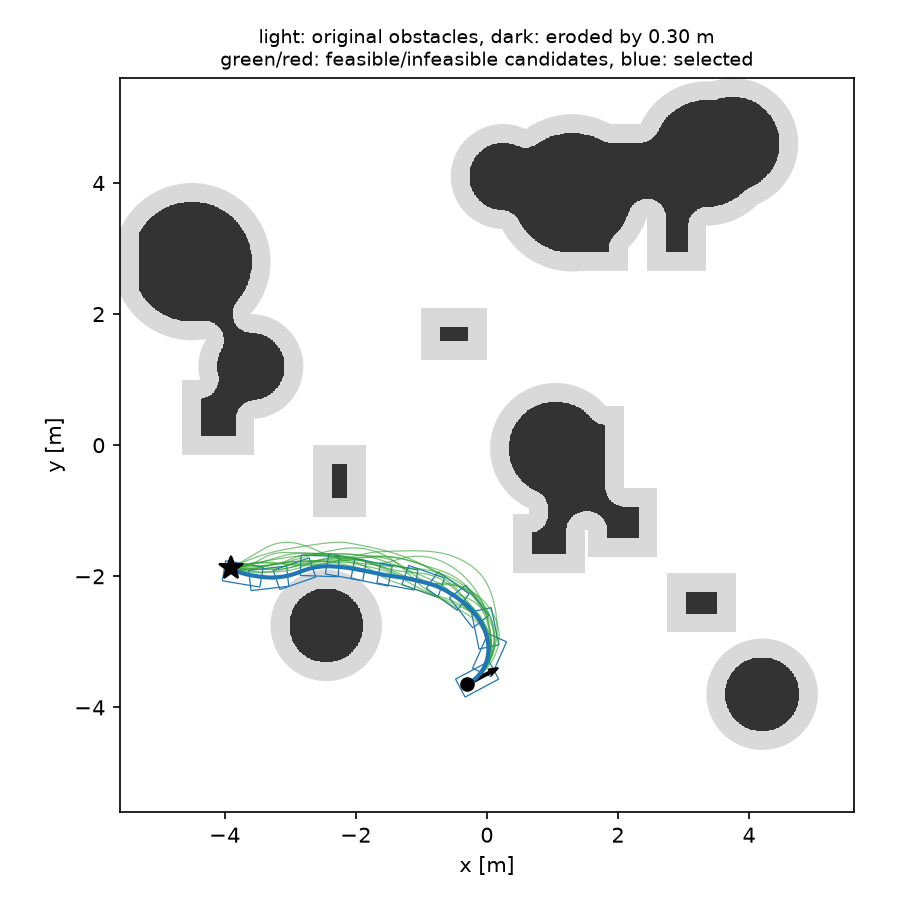 light: original obstacles, dark: eroded by 0.30 m
green/red: feasible/infeasible candidates, blue: selected
4
2
0
−2
−4
y [m]
−4 −2 0 2 4
x [m]